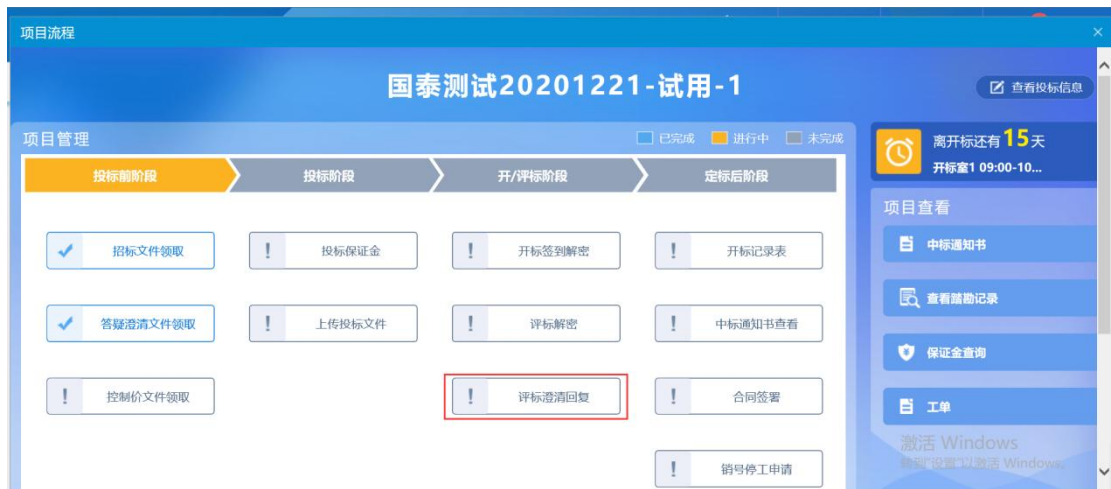 项目流程
国泰测试20201221-试用-1
查看投标信息
项目管理
已完成 进行中 未完成
投标前阶段 投标阶段 开/评标阶段 定标后阶段
招标文件领取 投标保证金 开标签到解密 开标记录表
答疑澄清文件领取 上传投标文件 评标解密 中标通知书查看
控制价文件领取 评标澄清回复 合同签署
销号停工申请
离开标还有15天
开标室1 09:00-10...
项目查看
中标通知书
查看踏勘记录
保证金查询
工单
激活 Windows
转到"设置"以激活 Windows。